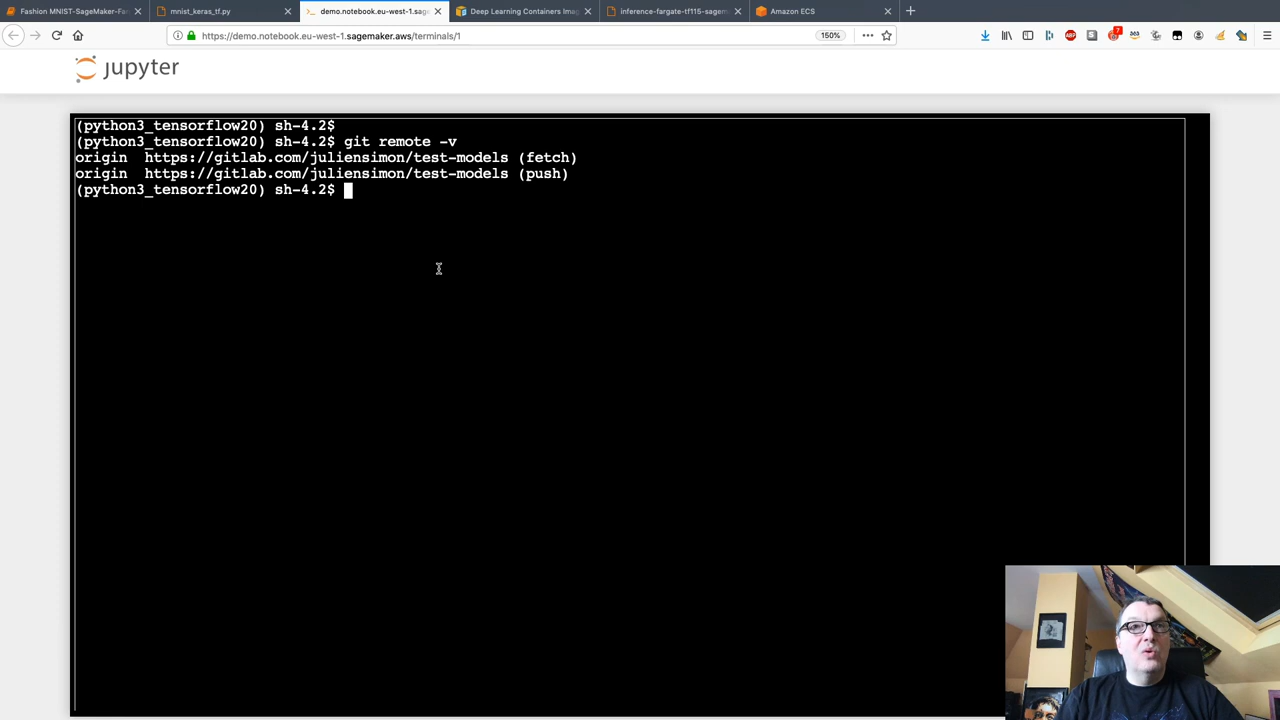 Fashion MNIST-SageMaker-Fa
mnist_keras_tf.py
demo.notebook.eu-west-1.sage
Deep Learning Containers Ima
inference-fargate-tf115-sagem
Amazon ECS
https://demo.notebook.eu-west-1.sagemaker.aws/terminals/1
150%
jupyter
(python3_tensorflow20) sh-4.2$
(python3_tensorflow20) sh-4.2$ git remote -v
origin https://gitlab.com/juliensimon/test-models (fetch)
origin https://gitlab.com/juliensimon/test-models (push)
(python3_tensorflow20) sh-4.2$